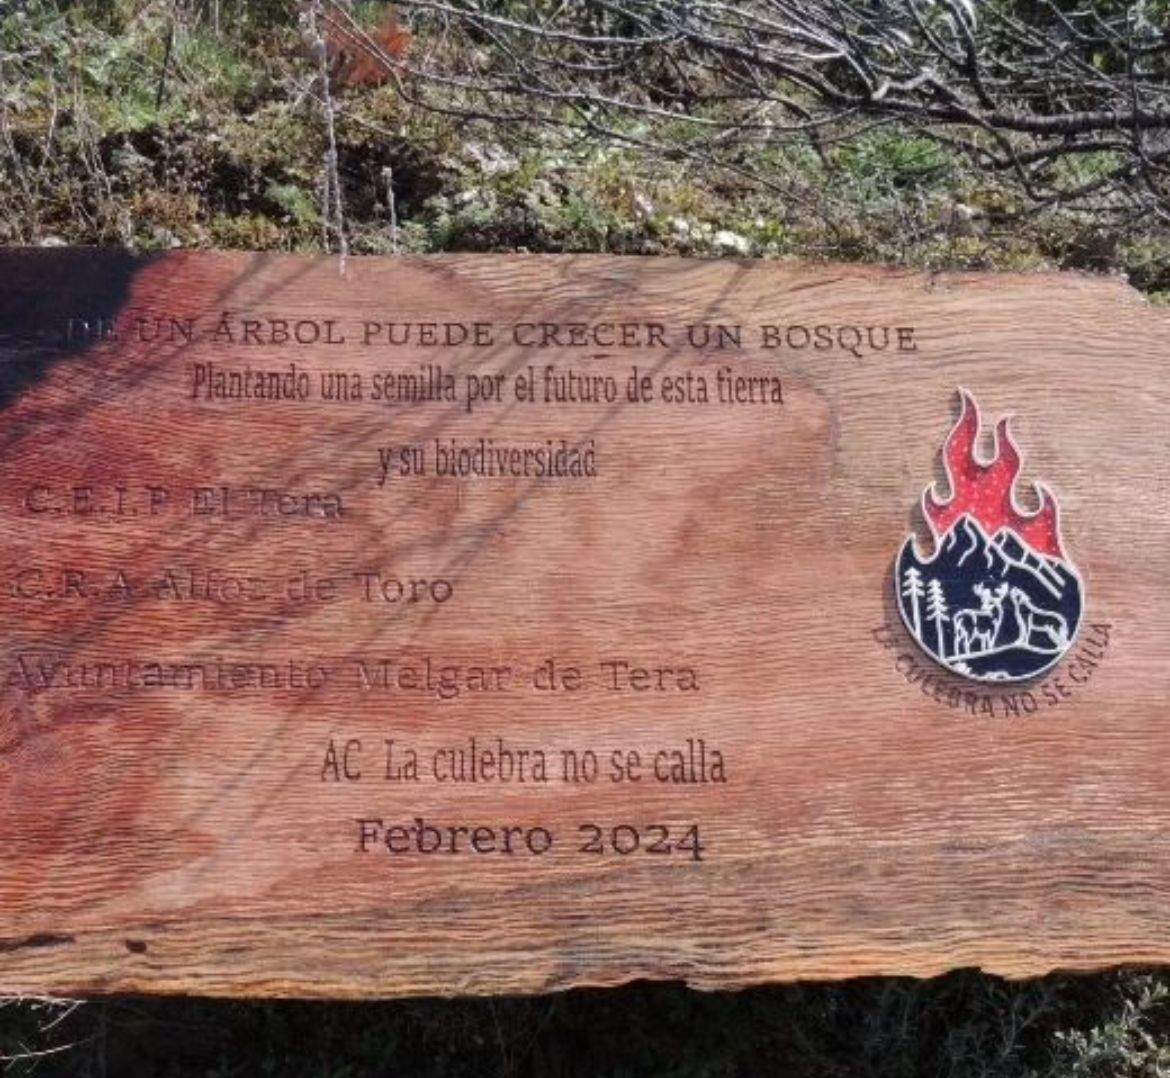 DE UN ÁRBOL PUEDE CRECER UN BOSQUE
Plantando una semilla por el futuro de esta tierra
y su biodiversidad
C.E.I.P El Tera
C.R.A Alfoz de Toro
Ayuntamiento Melgar de Tera
LA CULEBRA NO SE CALLA
AC La culebra no se calla
Febrero 2024